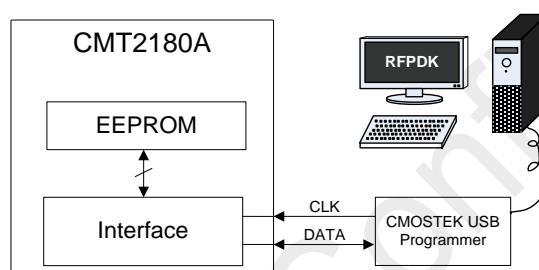 CMT2180A
RFPDK
EEPROM
Interface
CLK
DATA
CMOSTEK USB
Programmer